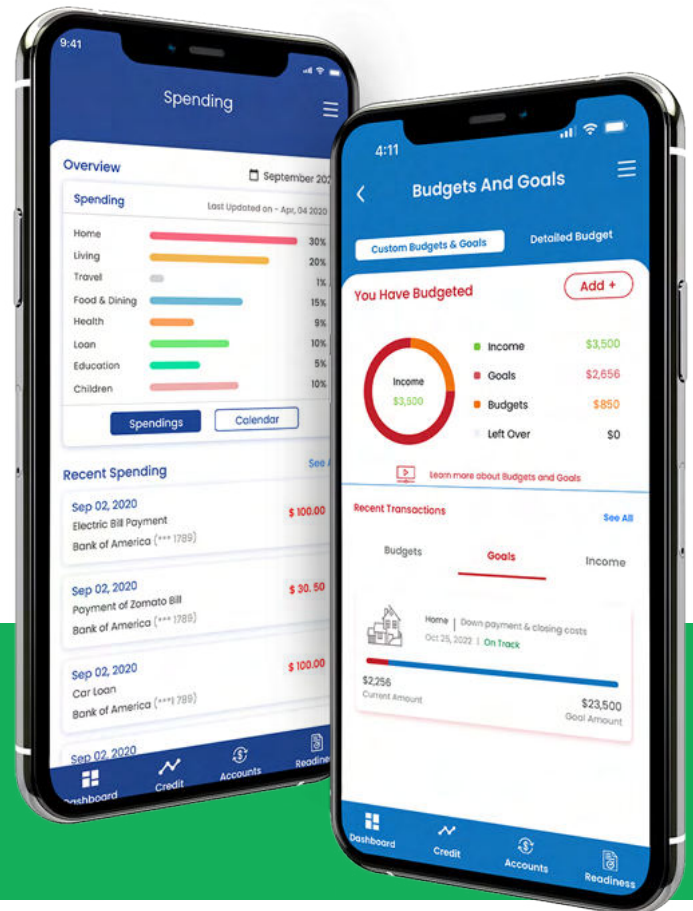 9:41
Spending
Overview
September 202
Spending
Last Updated on - Apr, 04 2020
Home 30%
Living 20%
Travel 1%
Food & Dining 15%
Health 9%
Loan 10%
Education 5%
Children 10%
Spendings Calendar
Recent Spending See A
Sep 02, 2020
Electric Bill Payment $ 100.00
Bank of America (*** 1789)
Sep 02, 2020
Payment of Zomato Bill $ 30. 50
Bank of America (*** 1789)
Sep 02, 2020
Car Loan $ 100.00
Bank of America (***1 789)
Sep 02, 2020
Dashboard Credit Accounts Readine
4:11
Budgets And Goals
Custom Budgets & Goals Detailed Budget
You Have Budgeted Add +
Income
$3,500
Income $3,500
Goals $2,656
Budgets $850
Left Over $0
Learn more about Budgets and Goals
Recent Transactions See All
Budgets Goals Income
Home | Down payment & closing costs
Oct 25, 2022 | On Track
$2,256 $23,500
Current Amount Goal Amount
Dashboard Credit Accounts Readiness